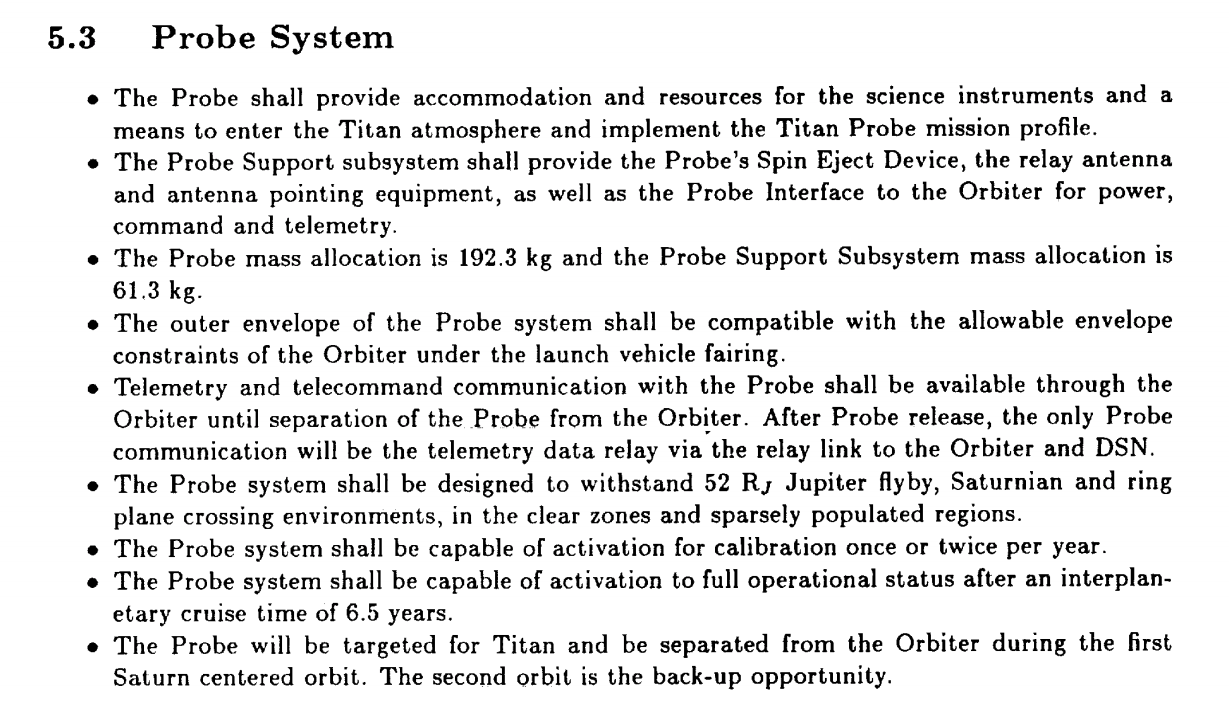 5.3 Probe System
• The Probe shall provide accommodation and resources for the science instruments and a
means to enter the Titan atmosphere and implement the Titan Probe mission profile.
• The Probe Support subsystem shall provide the Probe's Spin Eject Device, the relay antenna
and antenna pointing equipment, as well as the Probe Interface to the Orbiter for power,
command and telemetry.
• The Probe mass allocation is 192.3 kg and the Probe Support Subsystem mass allocation is
61.3 kg.
• The outer envelope of the Probe system shall be compatible with the allowable envelope
constraints of the Orbiter under the launch vehicle fairing.
• Telemetry and telecommand communication with the Probe shall be available through the
Orbiter until separation of the Probe from the Orbiter. After Probe release, the only Probe
communication will be the telemetry data relay via the relay link to the Orbiter and DSN.
• The Probe system shall be designed to withstand 52 R_J Jupiter flyby, Saturnian and ring
plane crossing environments, in the clear zones and sparsely populated regions.
• The Probe system shall be capable of activation for calibration once or twice per year.
• The Probe system shall be capable of activation to full operational status after an interplan-
etary cruise time of 6.5 years.
• The Probe will be targeted for Titan and be separated from the Orbiter during the first
Saturn centered orbit. The second orbit is the back-up opportunity.